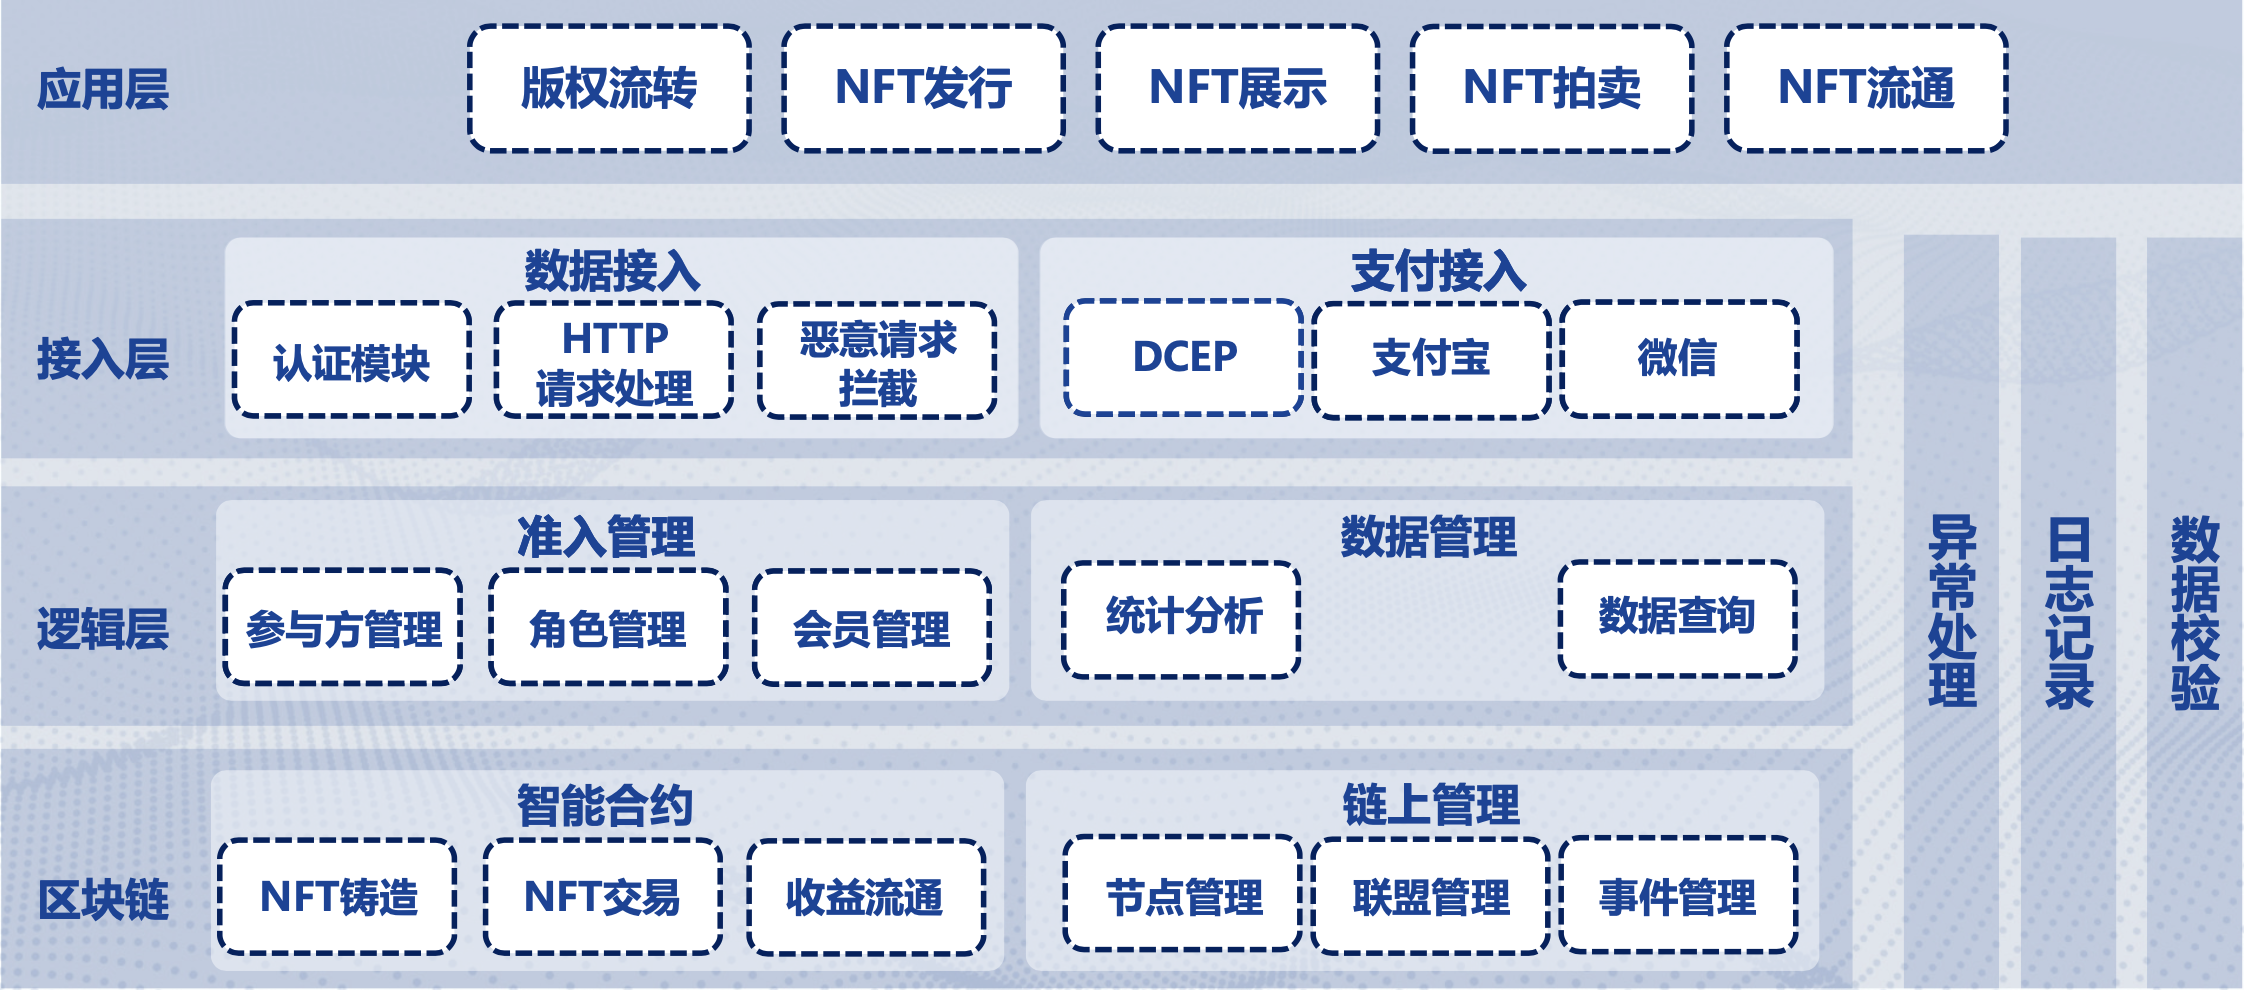 应用层
版权流转
NFT发行
NFT展示
NFT拍卖
NFT流通
接入层
数据接入
认证模块
HTTP
请求处理
恶意请求
拦截
支付接入
DCEP
支付宝
微信
逻辑层
准入管理
参与方管理
角色管理
会员管理
数据管理
统计分析
数据查询
区块链
智能合约
NFT铸造
NFT交易
收益流通
链上管理
节点管理
联盟管理
事件管理
异常处理
日志记录
数据校验